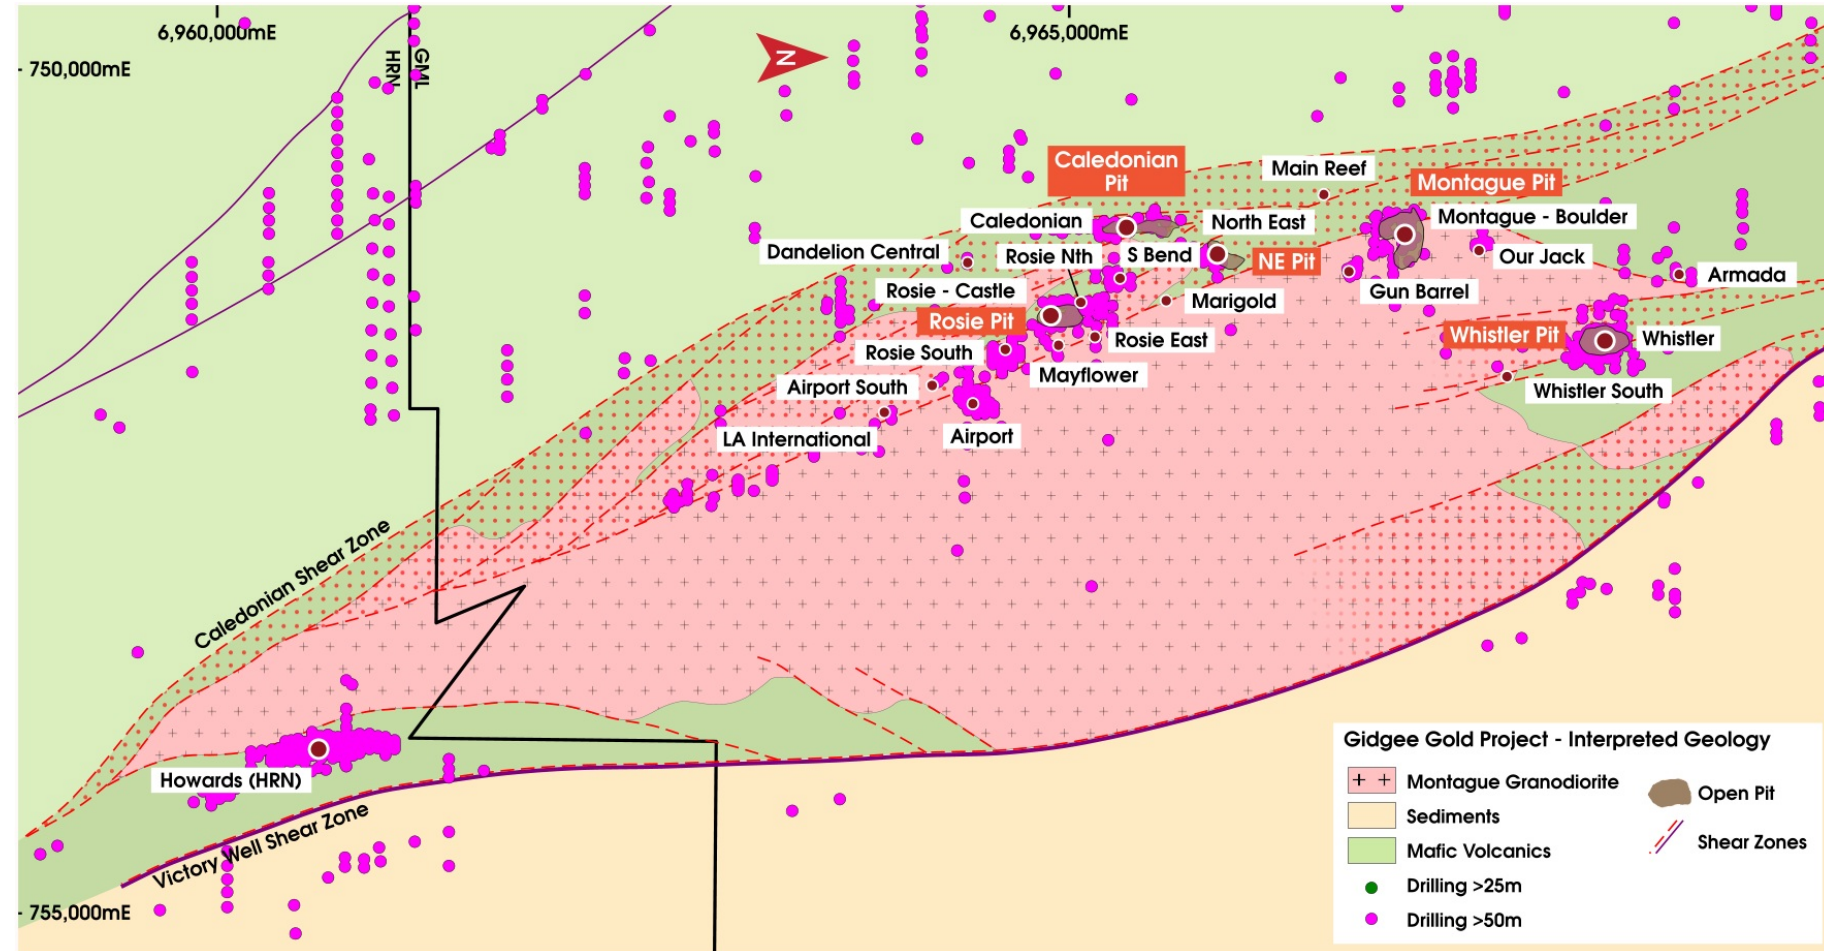 6,960,000mE
6,965,000mE
750,000mE
HRN
GML
N
Caledonian
Pit
Main Reef
Montague Pit
Caledonian
North East
Montague - Boulder
Dandelion Central
Rosie Nth
S Bend
NE Pit
Our Jack
Armada
Rosie - Castle
Marigold
Gun Barrel
Rosie Pit
Rosie East
Whistler Pit
Whistler
Rosie South
Mayflower
Airport South
Whistler South
LA International
Airport
Caledonian Shear Zone
Howards (HRN)
Victory Well Shear Zone
755,000mE
Gidgee Gold Project - Interpreted Geology
Montague Granodiorite
Sediments
Mafic Volcanics
Drilling >25m
Drilling >50m
Open Pit
Shear Zones